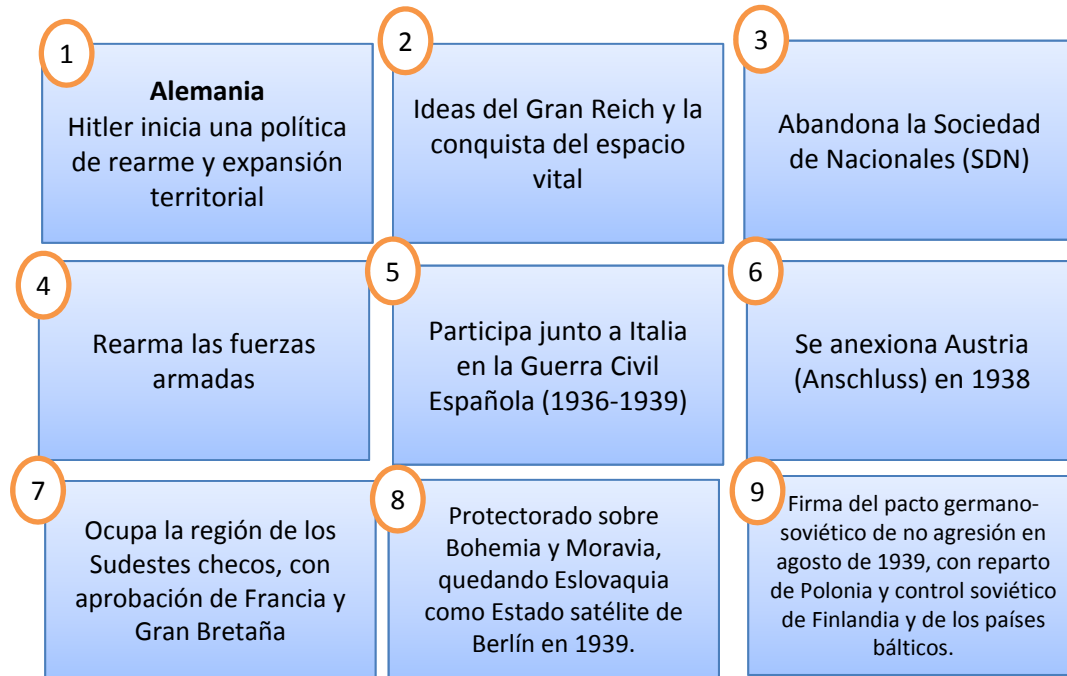 1
Alemania
Hitler inicia una política
de rearme y expansión
territorial
2
Ideas del Gran Reich y la
conquista del espacio
vital
3
Abandona la Sociedad
de Nacionales (SDN)
4
Rearma las fuerzas
armadas
5
Participa junto a Italia
en la Guerra Civil
Española (1936-1939)
6
Se anexiona Austria
(Anschluss) en 1938
7
Ocupa la región de los
Sudestes checos, con
aprobación de Francia y
Gran Bretaña
8
Protectorado sobre
Bohemia y Moravia,
quedando Eslovaquia
como Estado satélite de
Berlín en 1939.
9
Firma del pacto germano-
soviético de no agresión en
agosto de 1939, con reparto
de Polonia y control soviético
de Finlandia y de los países
bálticos.